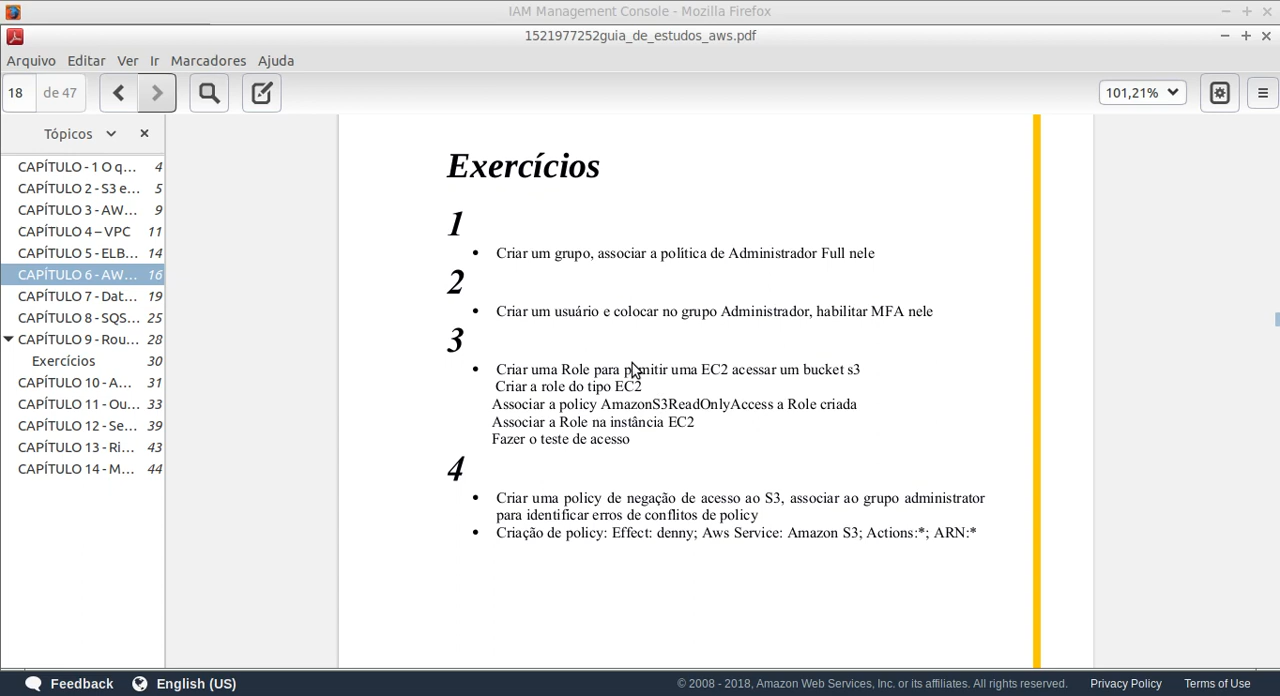 IAM Management Console - Mozilla Firefox
1521977252guia_de_estudos_aws.pdf
Arquivo Editar Ver Ir Marcadores Ajuda
18 de 47 101,21%
Tópicos
CAPÍTULO - 1 O q... 4
CAPÍTULO 2 - S3 e... 5
CAPÍTULO 3 - AW... 9
CAPÍTULO 4 – VPC 11
CAPÍTULO 5 - ELB... 14
CAPÍTULO 6 - AW... 16
CAPÍTULO 7 - Dat... 19
CAPÍTULO 8 - SQS... 25
CAPÍTULO 9 - Rou... 28
Exercícios 30
CAPÍTULO 10 - A... 31
CAPÍTULO 11 - Ou... 33
CAPÍTULO 12 - Se... 39
CAPÍTULO 13 - Ri... 43
CAPÍTULO 14 - M... 44
Exercícios
1
• Criar um grupo, associar a política de Administrador Full nele
2
• Criar um usuário e colocar no grupo Administrador, habilitar MFA nele
3
• Criar uma Role para uma EC2 acessar um bucket s3
Criar a role do tipo EC2
Associar a policy AmazonS3ReadOnlyAccess a Role criada
Associar a Role na instância EC2
Fazer o teste de acesso
4
• Criar uma policy de negação de acesso ao S3, associar ao grupo administrator
para identificar erros de conflitos de policy
• Criação de policy: Effect: denny; Aws Service: Amazon S3; Actions:*; ARN:*
Feedback English (US) © 2008 - 2018, Amazon Web Services, Inc. or its affiliates. All rights reserved. Privacy Policy Terms of Use